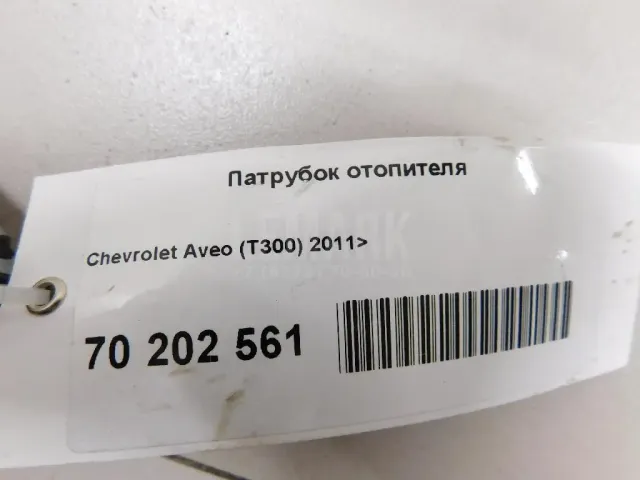 Патрубок отопителя
Chevrolet Aveo (T300) 2011>
70 202 561